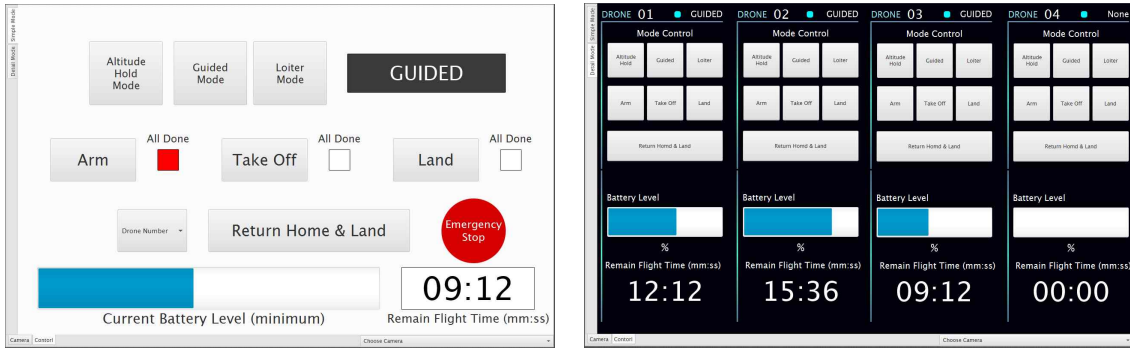 Simple Mode
Detail Mode
Altitude
Hold
Mode
Guided
Mode
Loiter
Mode
GUIDED
Arm
All Done
Take Off
All Done
Land
All Done
Drone Number
Return Home & Land
Emergency
Stop
09:12
Current Battery Level (minimum)
Remain Flight Time (mm:ss)
Camera Contorl
Choose Camera
Simple Mode
Detail Mode
DRONE 01 GUIDED DRONE 02 GUIDED DRONE 03 GUIDED DRONE 04 None
Mode Control Mode Control Mode Control Mode Control
Altitude Hold Guided Loiter Altitude Hold Guided Loiter Altitude Hold Guided Loiter Altitude Hold Guided Loiter
Arm Take Off Land Arm Take Off Land Arm Take Off Land Arm Take Off Land
Return Homd & Land Return Homd & Land Return Homd & Land Return Homd & Land
Battery Level Battery Level Battery Level Battery Level
% % % %
Remain Flight Time (mm:ss) Remain Flight Time (mm:ss) Remain Flight Time (mm:ss) Remain Flight Time (mm:ss)
12:12 15:36 09:12 00:00
Camera Contorl
Choose Camera